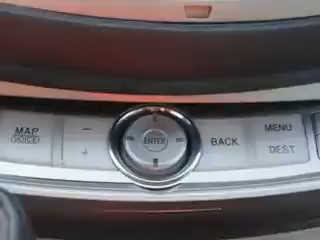 MAP
(VOICE)
−
+
ENTER
BACK
MENU
DEST